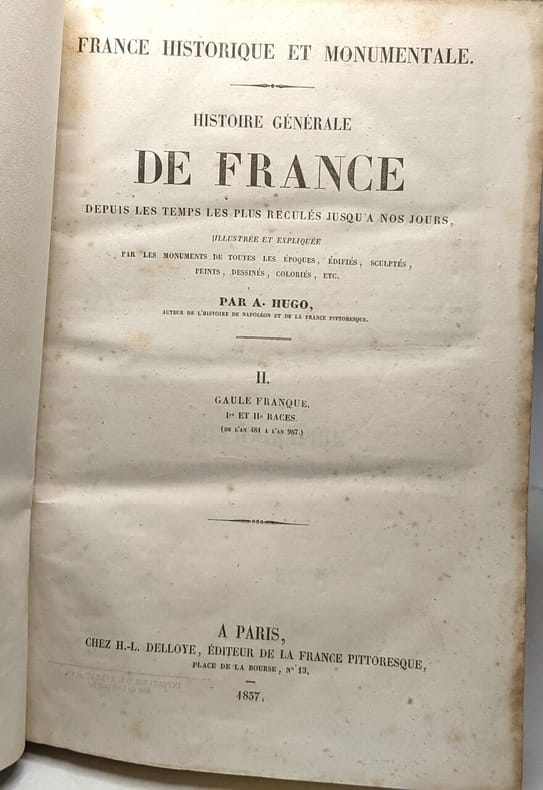 FRANCE HISTORIQUE ET MONUMENTALE.
HISTOIRE GÉNÉRALE
DE FRANCE
DEPUIS LES TEMPS LES PLUS RECULÉS JUSQU'A NOS JOURS,
ILLUSTRÉE ET EXPLIQUÉE
PAR LES MONUMENTS DE TOUTES LES ÉPOQUES, ÉDIFIÉS, SCULPTÉS,
PEINTS, DESSINÉS, COLORIÉS, ETC.
PAR A. HUGO,
AUTEUR DE L'HISTOIRE DE NAPOLÉON ET DE LA FRANCE PITTORESQUE.
II.
GAULE FRANQUE.
Ire ET IIe RACES.
(DE L'AN 481 A L'AN 987.)
A PARIS,
CHEZ H.-L. DELLOYE, ÉDITEUR DE LA FRANCE PITTORESQUE,
PLACE DE LA BOURSE, N° 13,
1837,